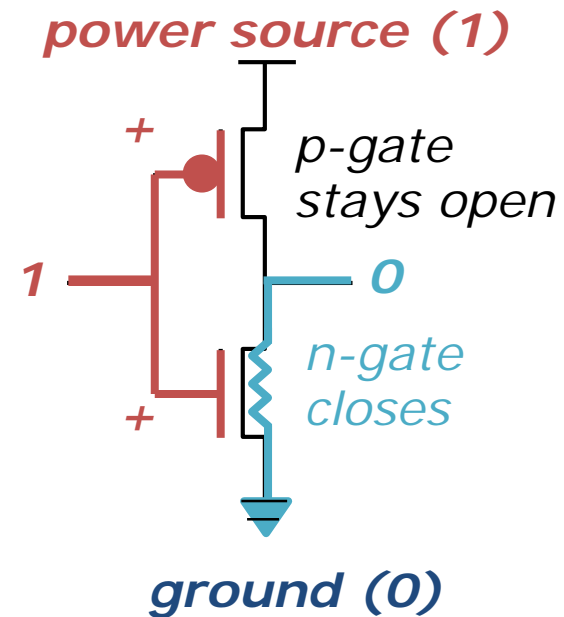 power source (1)
+
p-gate
stays open
1
0
n-gate
closes
+
ground (0)